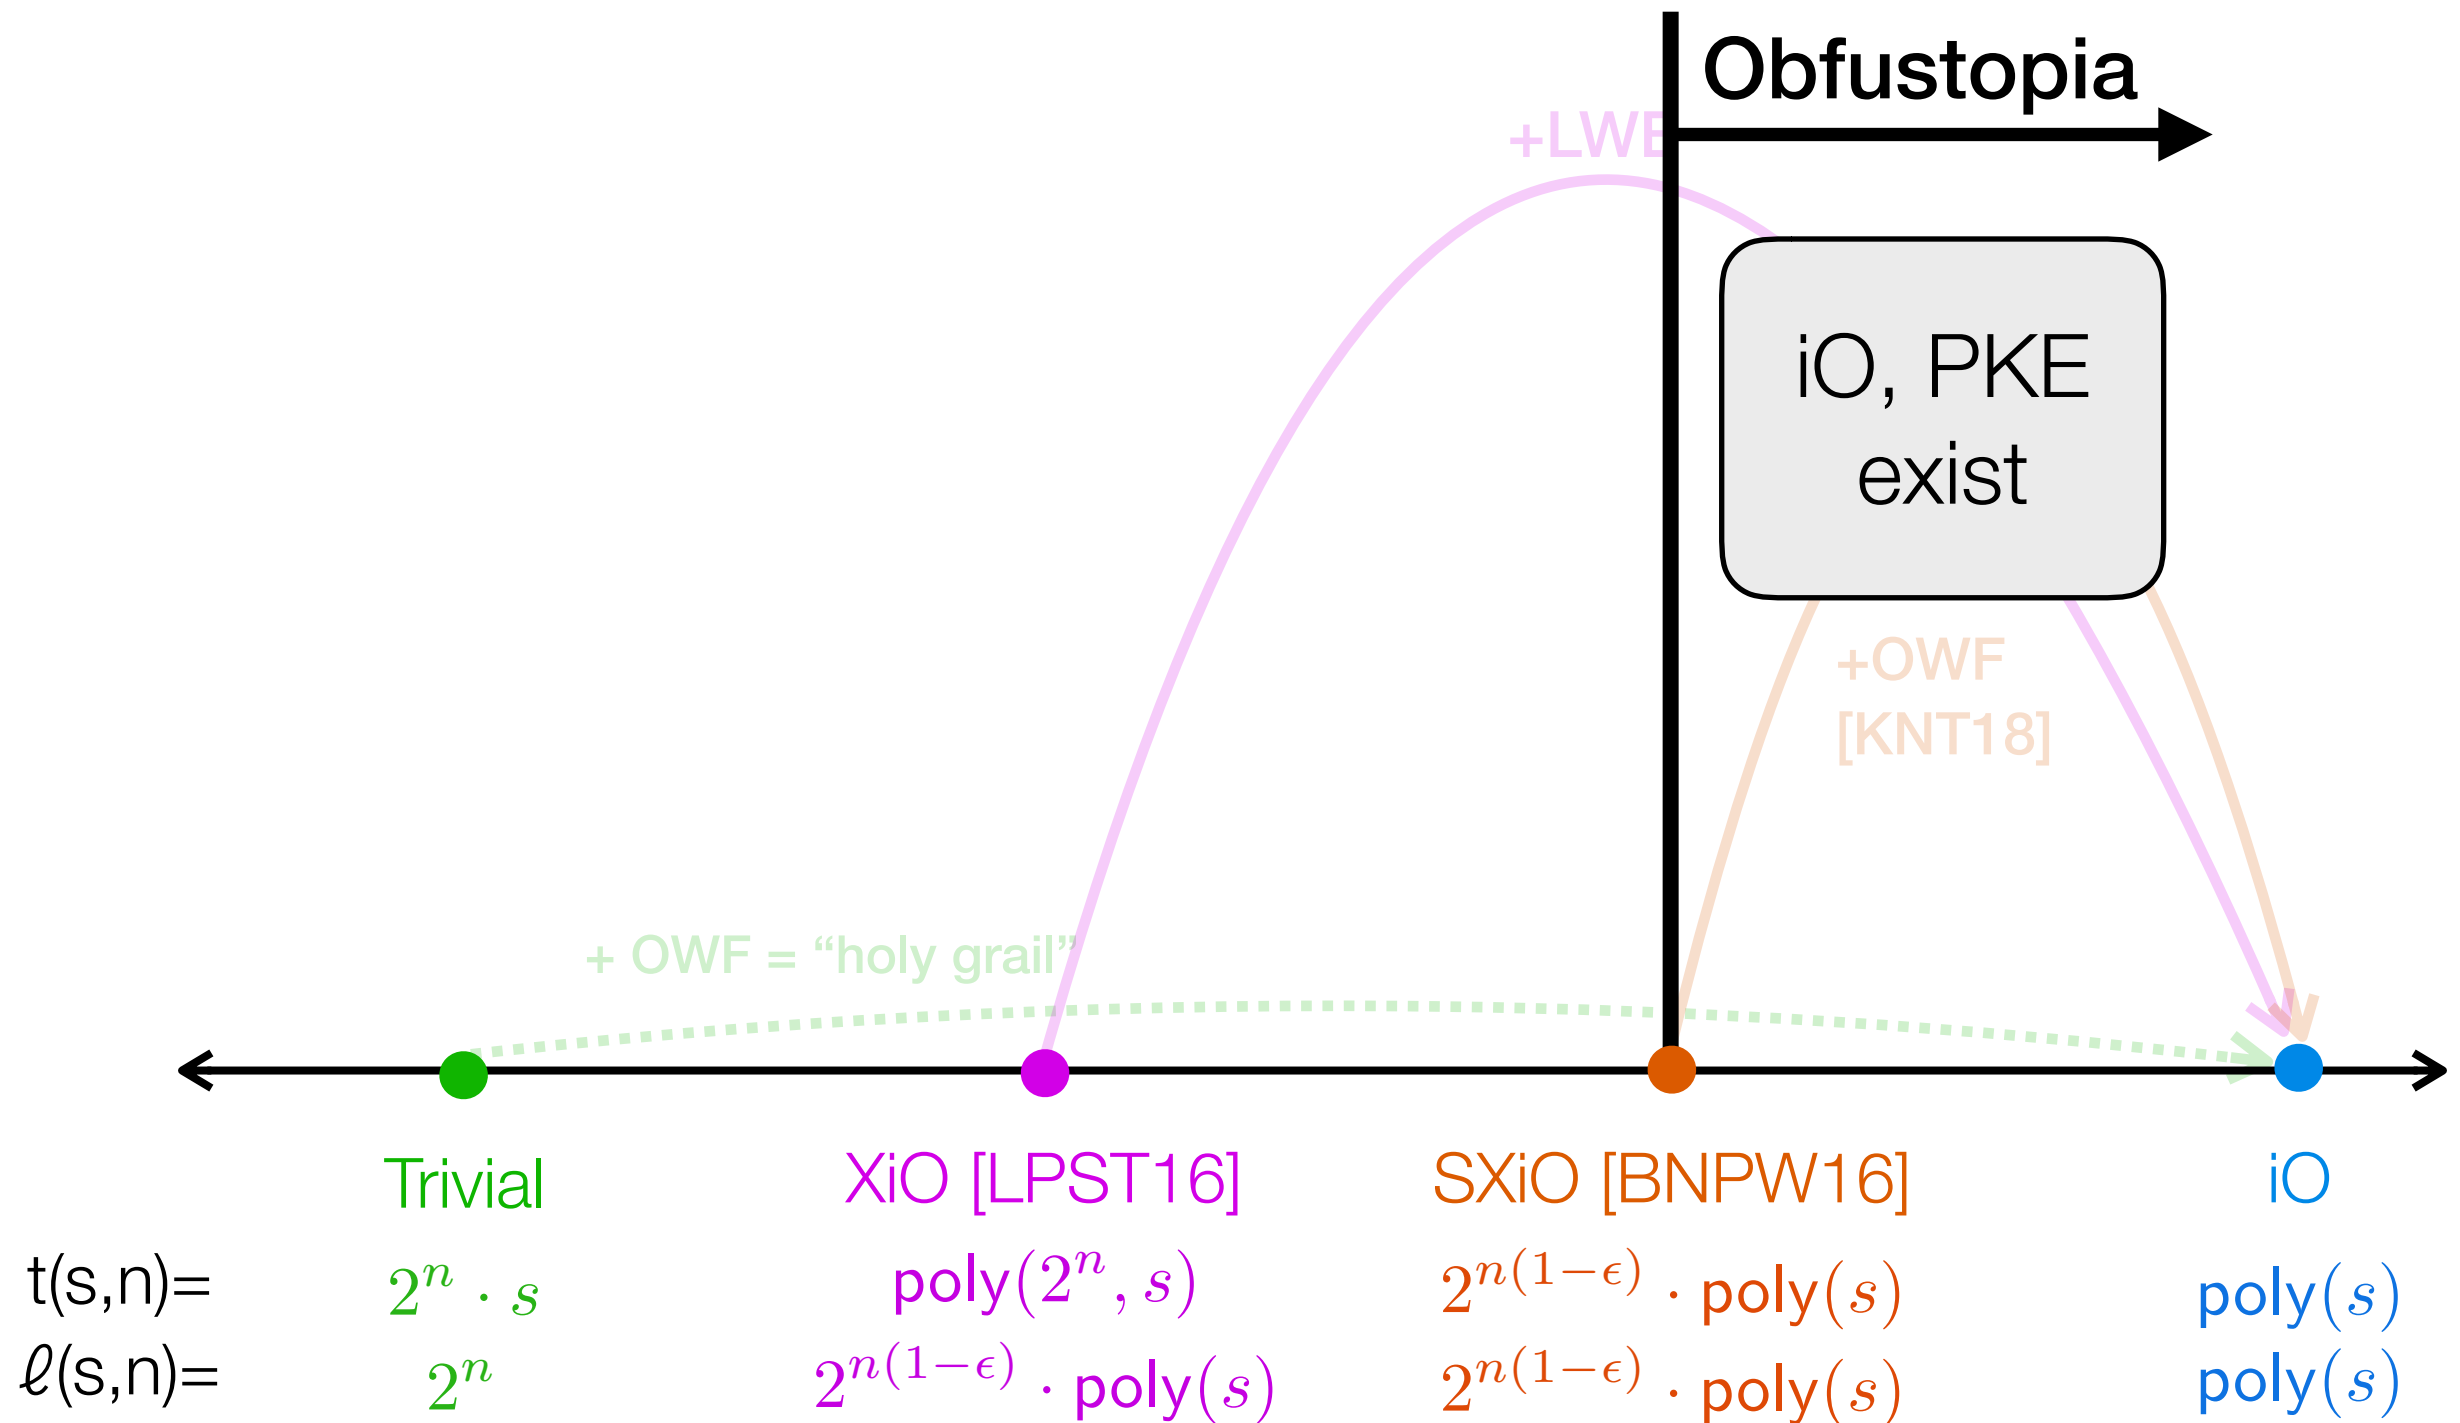 Obfustopia
+LWE
iO, PKE
exist
+OWF
[KNT18]
+ OWF = “holy grail”
Trivial
XiO [LPST16]
SXiO [BNPW16]
iO
t(s,n)= 2^n · s poly(2^n, s) 2^{n(1−ϵ)} · poly(s) poly(s)
ℓ(s,n)= 2^n 2^{n(1−ϵ)} · poly(s) 2^{n(1−ϵ)} · poly(s) poly(s)